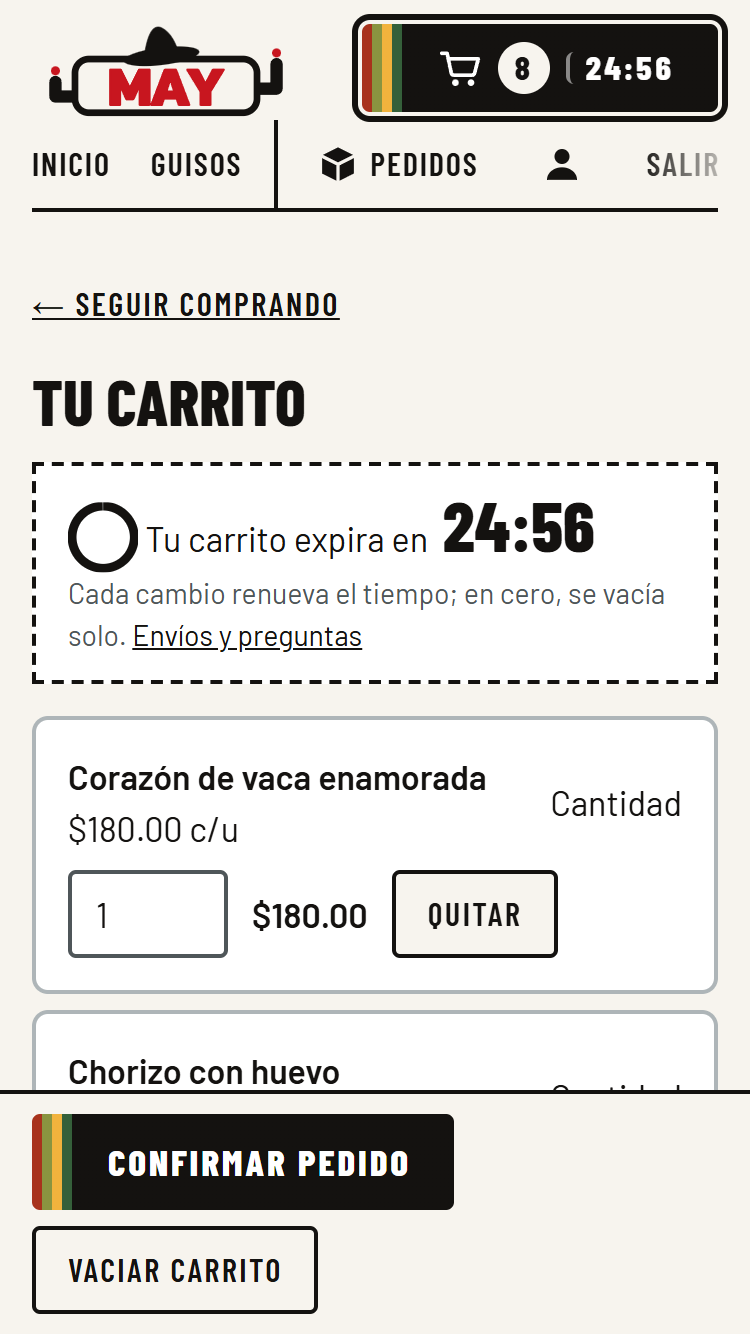 MAY
8
24:56
INICIO
GUISOS
PEDIDOS
SALIR
← SEGUIR COMPRANDO
TU CARRITO
Tu carrito expira en 24:56
Cada cambio renueva el tiempo; en cero, se vacía
solo. Envíos y preguntas
Corazón de vaca enamorada
Cantidad
$180.00 c/u
1
$180.00
QUITAR
Chorizo con huevo
Cantidad
CONFIRMAR PEDIDO
VACIAR CARRITO